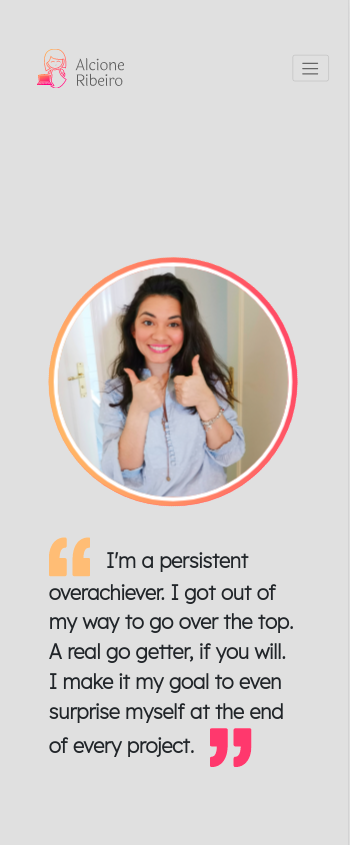 Alcione
Ribeiro
“ I'm a persistent
overachiever. I got out of
my way to go over the top.
A real go getter, if you will.
I make it my goal to even
surprise myself at the end
of every project. ”